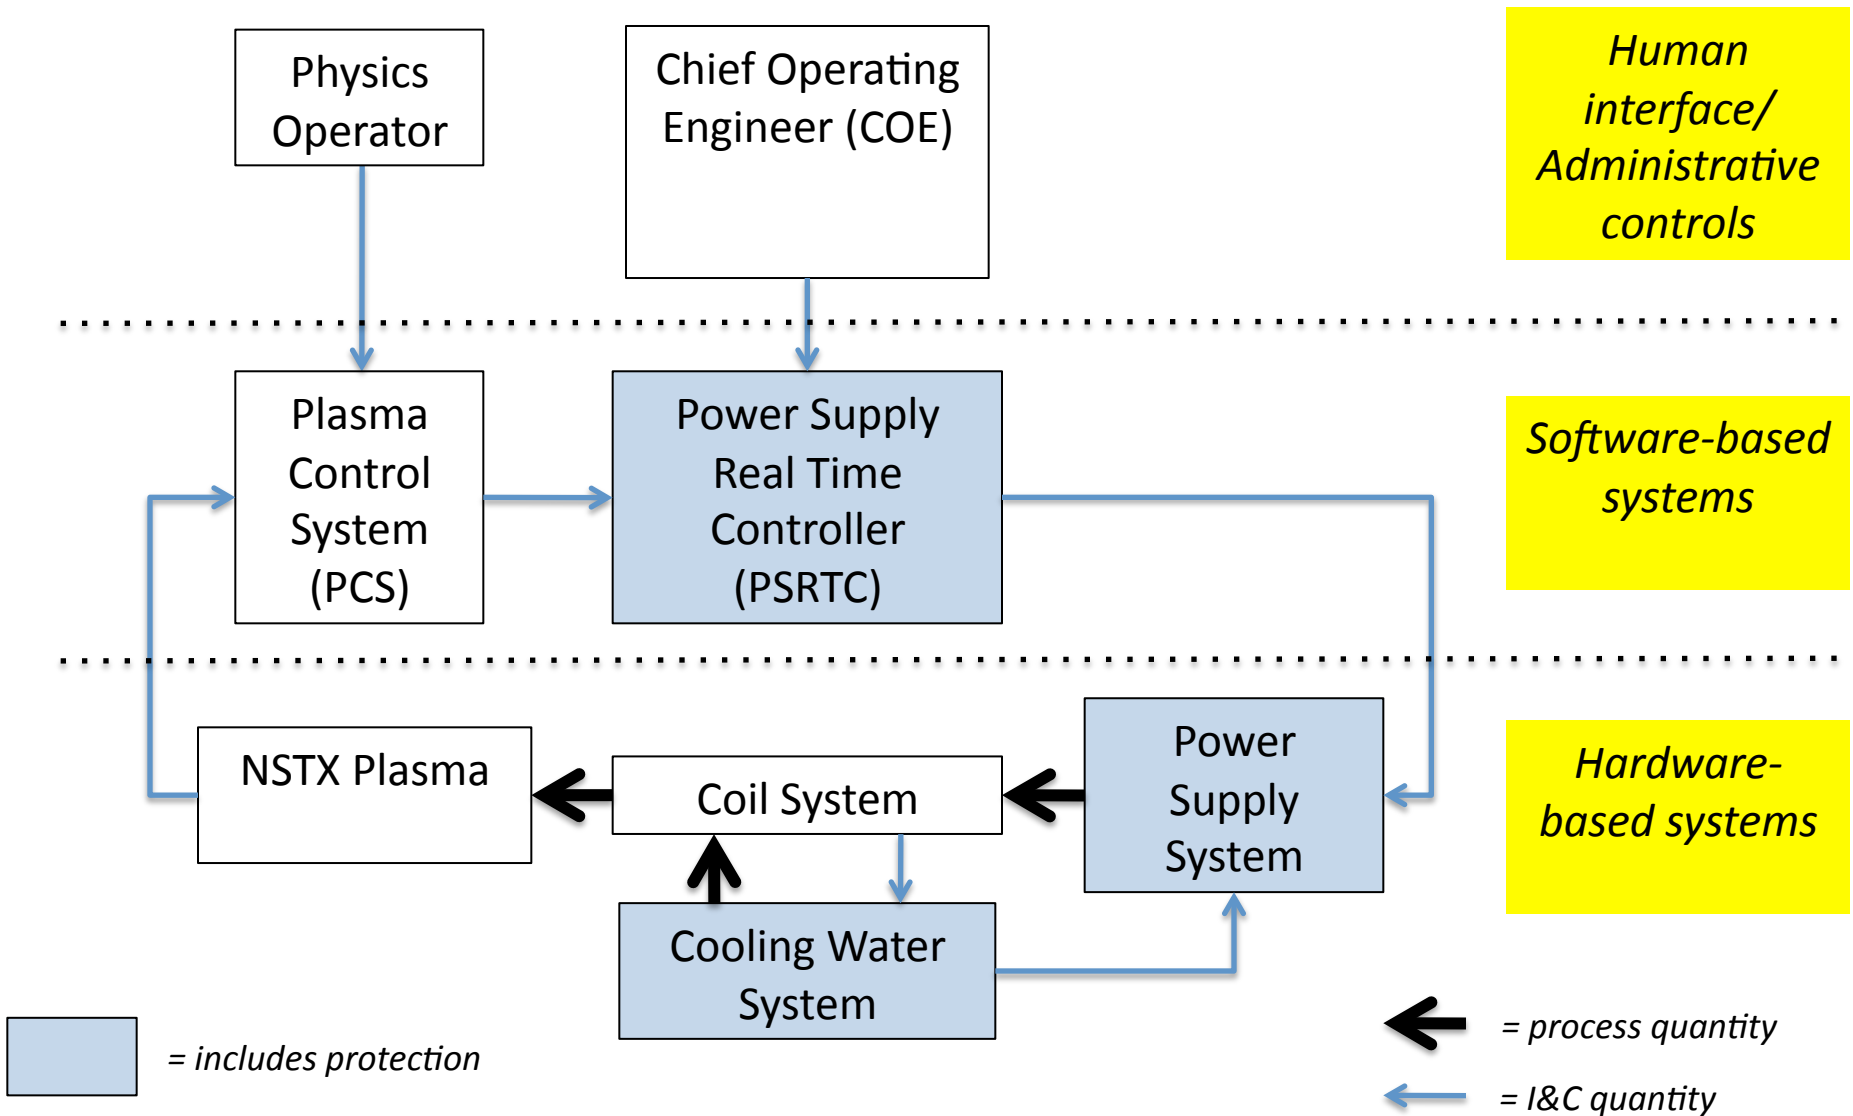 Physics
Operator
Chief Operating
Engineer (COE)
Human
interface/
Administrative
controls
Plasma
Control
System
(PCS)
Power Supply
Real Time
Controller
(PSRTC)
Software-based
systems
NSTX Plasma
Coil System
Power
Supply
System
Hardware-
based systems
Cooling Water
System
= includes protection
= process quantity
= I&C quantity